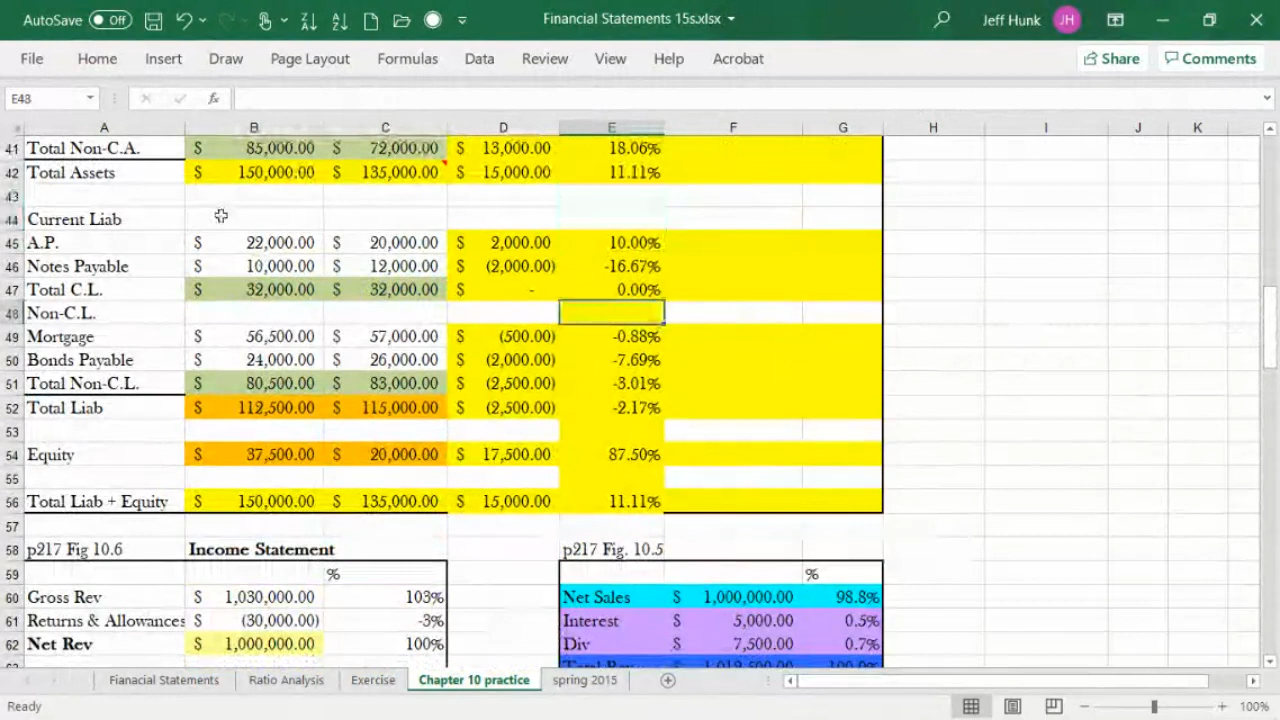 AutoSave Off Financial Statements 15s.xlsx Jeff Hunk JH
File Home Insert Draw Page Layout Formulas Data Review View Help Acrobat Share Comments
E48 fx
A B C D E F G H I J K
41 Total Non-C.A. $ 85,000.00 $ 72,000.00 $ 13,000.00 18.06%
42 Total Assets $ 150,000.00 $ 135,000.00 $ 15,000.00 11.11%
43
44 Current Liab
45 A.P. $ 22,000.00 $ 20,000.00 $ 2,000.00 10.00%
46 Notes Payable $ 10,000.00 $ 12,000.00 $ (2,000.00) -16.67%
47 Total C.L. $ 32,000.00 $ 32,000.00 $ - 0.00%
48 Non-C.L.
49 Mortgage $ 56,500.00 $ 57,000.00 $ (500.00) -0.88%
50 Bonds Payable $ 24,000.00 $ 26,000.00 $ (2,000.00) -7.69%
51 Total Non-C.L. $ 80,500.00 $ 83,000.00 $ (2,500.00) -3.01%
52 Total Liab $ 112,500.00 $ 115,000.00 $ (2,500.00) -2.17%
53
54 Equity $ 37,500.00 $ 20,000.00 $ 17,500.00 87.50%
55
56 Total Liab + Equity $ 150,000.00 $ 135,000.00 $ 15,000.00 11.11%
57
58 p217 Fig 10.6 Income Statement p217 Fig. 10.5
59 % %
60 Gross Rev $ 1,030,000.00 103% Net Sales $ 1,000,000.00 98.8%
61 Returns & Allowances $ (30,000.00) -3% Interest $ 5,000.00 0.5%
62 Net Rev $ 1,000,000.00 100% Div $ 7,500.00 0.7%
Total Rev $ 1,012,500.00 100.0%
Fianacial Statements Ratio Analysis Exercise Chapter 10 practice spring 2015
Ready 100%